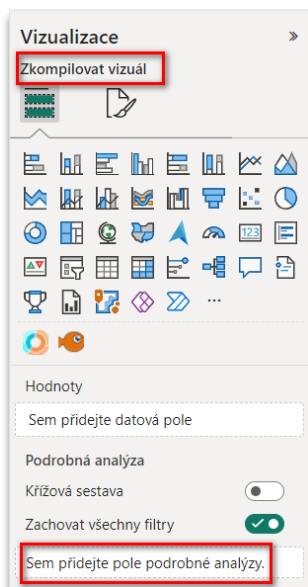 Vizualizace
Zkompilovat vizuál
123
Hodnoty
Sem přidejte datová pole
Podrobná analýza
Křížová sestava
Zachovat všechny filtry
Sem přidejte pole podrobné analýzy.